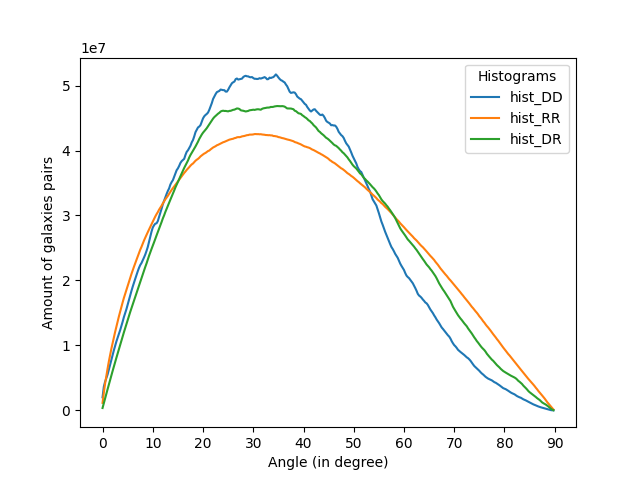 1e7
Histograms
hist_DD
hist_RR
hist_DR
5
4
3
2
1
0
Amount of galaxies pairs
0 10 20 30 40 50 60 70 80 90
Angle (in degree)